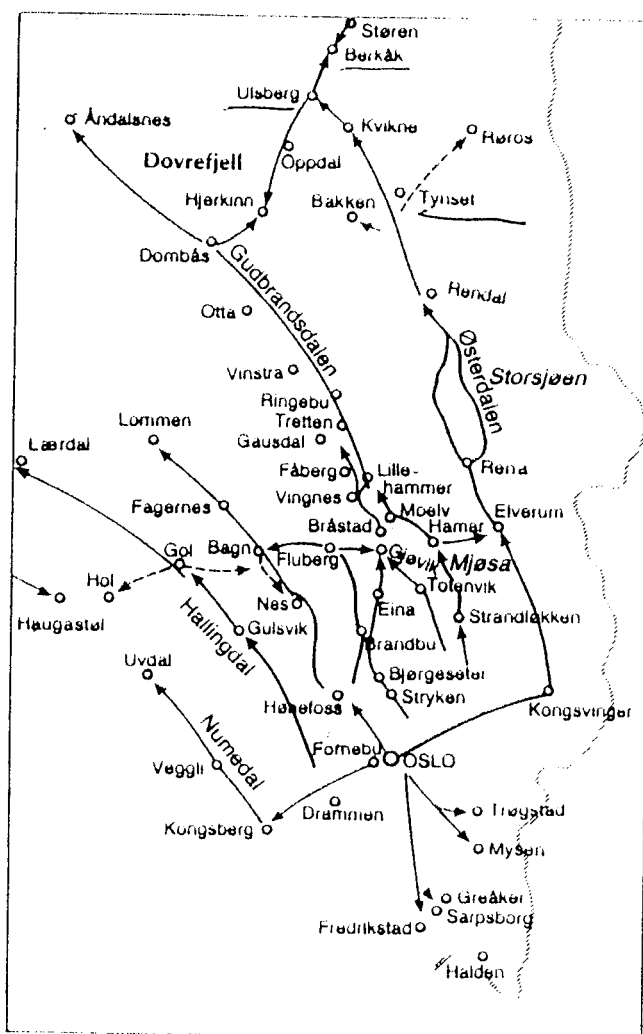 Støren
Berkåk
Ulsberg
Åndalsnes
Kvikne
Røros
Dovrefjell
Oppdal
Hjerkinn
Bakken
Tynset
Dombås
Gudbrandsdalen
Rendal
Otta
Østerdalen
Storsjøen
Vinstra
Ringebu
Tretten
Gausdal
Lommen
Lærdal
Fåberg
Lille-
hammer
Rena
Vingnes
Moelv
Elverum
Fagernes
Bråstad
Hamar
Gol
Bagn
Fluberg
Gjøvik
Mjøsa
Hol
Totenvik
Haugastøl
Nes
Eina
Strandløkken
Hallingdal
Gulsvik
Brandbu
Uvdal
Bjørgeseter
Hønefoss
Stryken
Kongsvinger
Numedal
Fornebu
OSLO
Veggli
Drammen
Trøgstad
Kongsberg
Mysen
Greåker
Sarpsborg
Fredrikstad
Halden